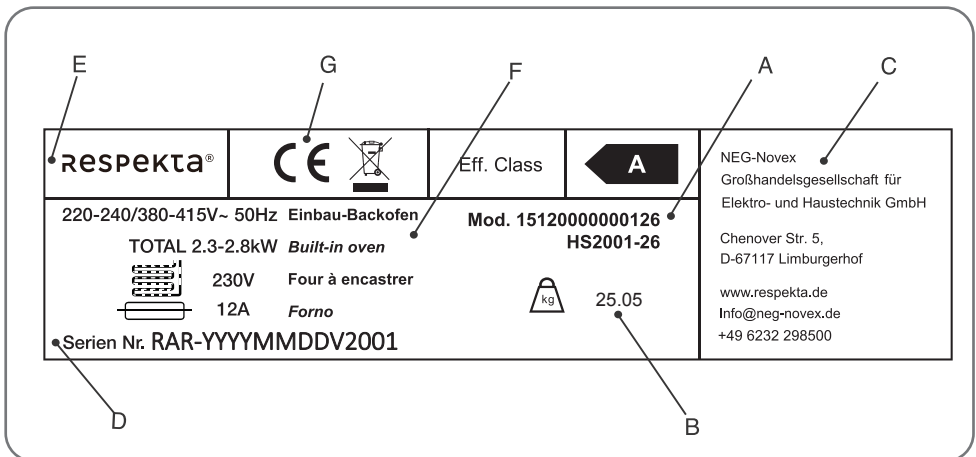 E
G
F
A
C
Respekta®
CE
Eff. Class
A
220-240/380-415V~ 50Hz Einbau-Backofen
TOTAL 2.3-2.8kW Built-in oven
230V Four à encastrer
12A Forno
Serien Nr. RAR-YYYYMMDDV2001
Mod. 15120000000126
HS2001-26
kg 25.05
NEG-Novex
Großhandelsgesellschaft für
Elektro- und Haustechnik GmbH
Chenover Str. 5,
D-67117 Limburgerhof
www.respekta.de
Info@neg-novex.de
+49 6232 298500
D
B